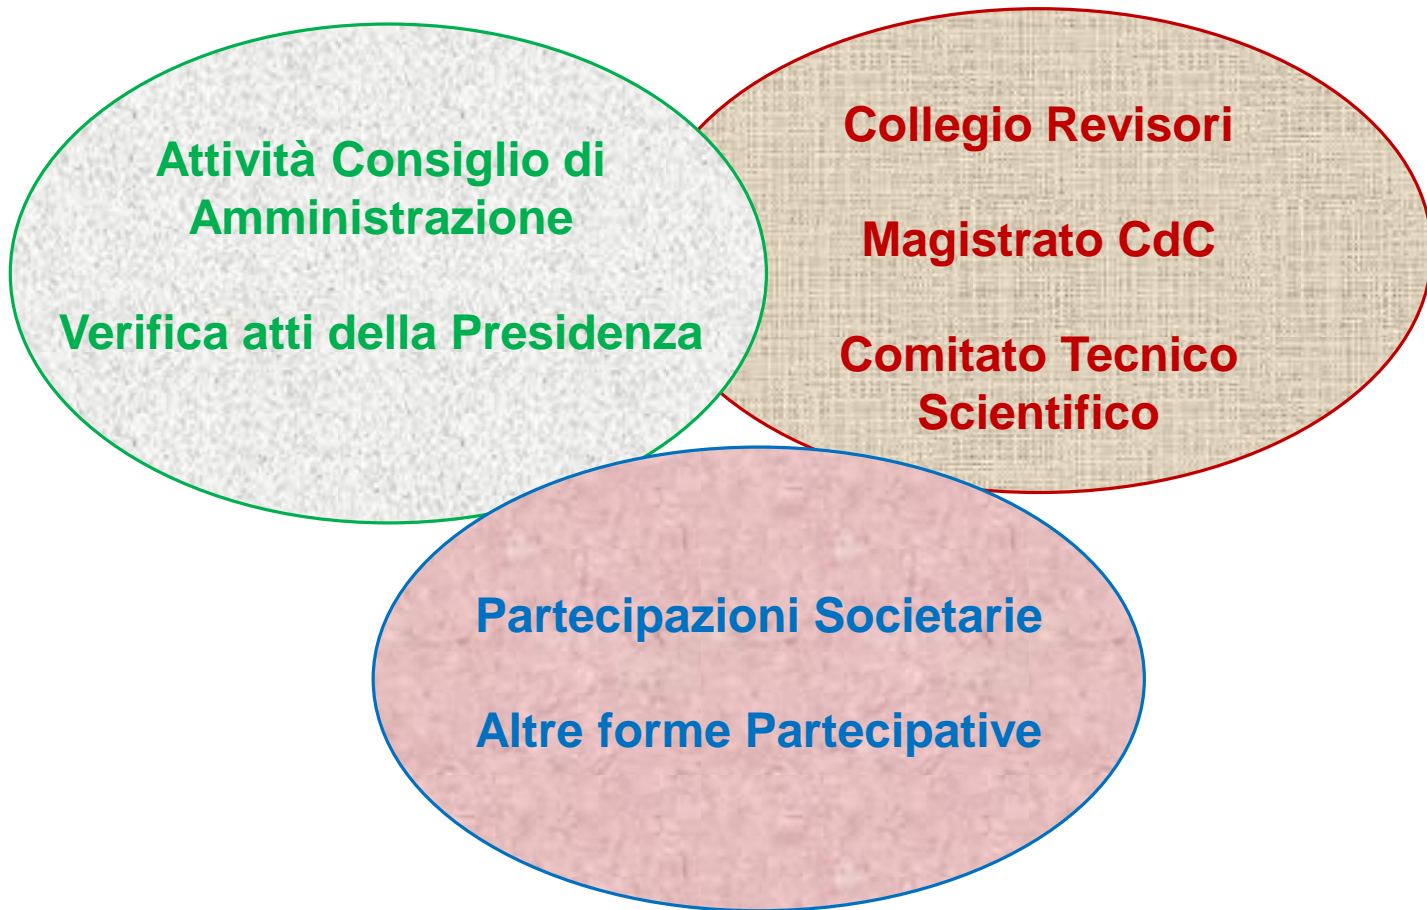 Attività Consiglio di
Amministrazione
Verifica atti della Presidenza
Collegio Revisori
Magistrato CdC
Comitato Tecnico
Scientifico
Partecipazioni Societarie
Altre forme Partecipative